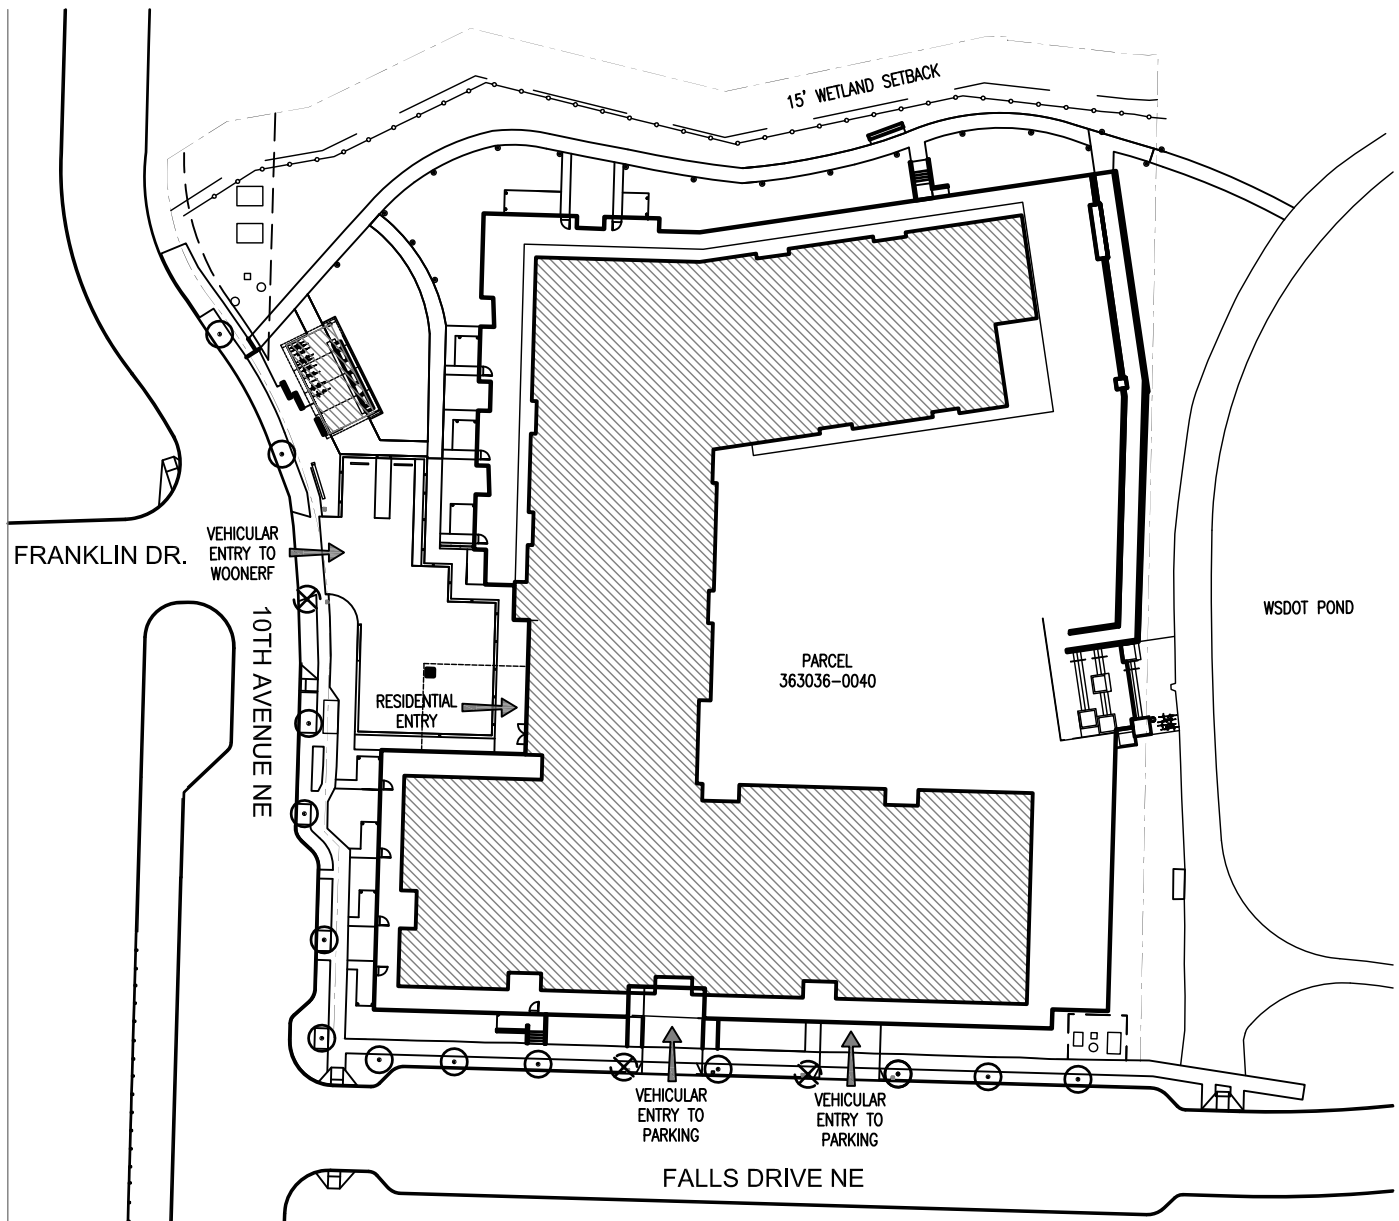 15' WETLAND SETBACK
VEHICULAR
ENTRY TO
WOONERF
FRANKLIN DR.
10TH AVENUE NE
WSDOT POND
PARCEL
363036-0040
RESIDENTIAL
ENTRY
VEHICULAR
ENTRY TO
PARKING
VEHICULAR
ENTRY TO
PARKING
FALLS DRIVE NE